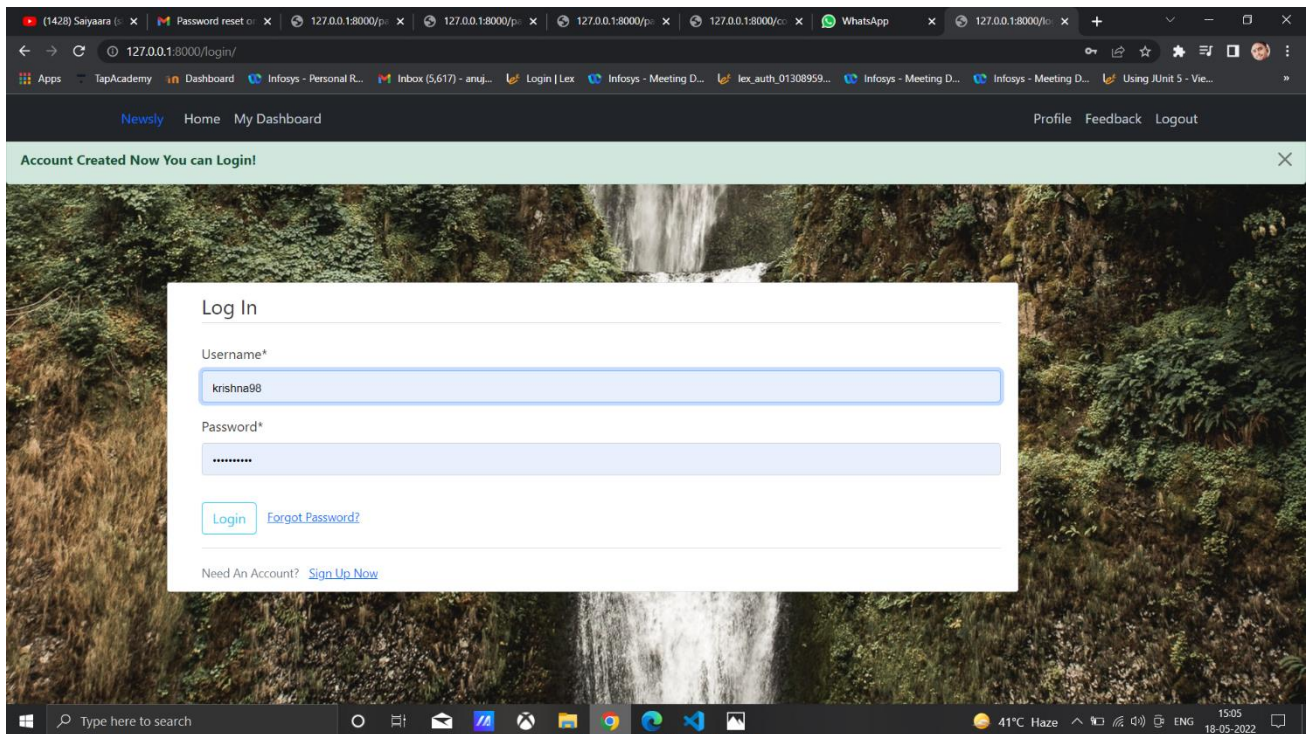 (1428) Saiyaara (s
Password reset or
127.0.0.1:8000/pa
127.0.0.1:8000/pa
127.0.0.1:8000/pa
127.0.0.1:8000/co
WhatsApp
127.0.0.1:8000/lo
127.0.0.1:8000/login/
Apps TapAcademy Dashboard Infosys - Personal R... Inbox (5,617) - anuj... Login | Lex Infosys - Meeting D... lex_auth_01308959... Infosys - Meeting D... Infosys - Meeting D... Using JUnit 5 - Vie... »
Newsly Home My Dashboard Profile Feedback Logout
Account Created Now You can Login!
Log In
Username*
krishna98
Password*
••••••••••
Login Forgot Password?
Need An Account? Sign Up Now
Type here to search
41°C Haze ENG
15:05
18-05-2022